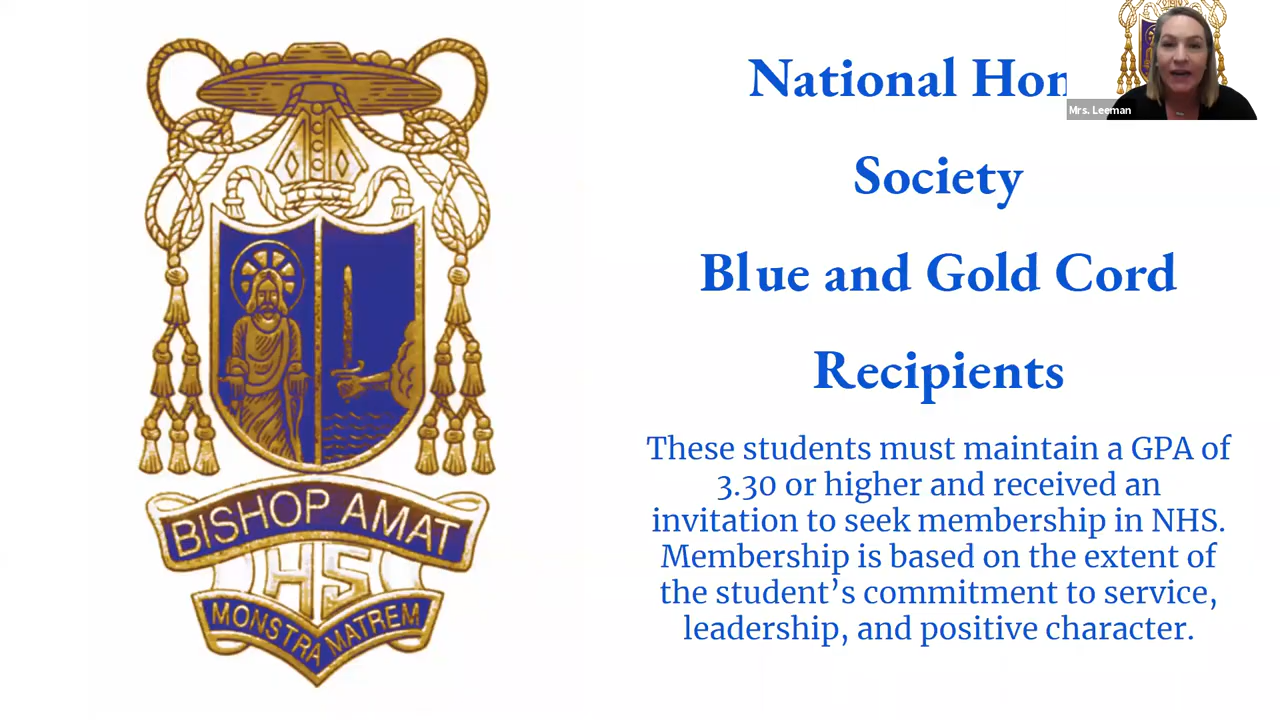 National Hon
Mrs. Leeman
Society
Blue and Gold Cord
Recipients
These students must maintain a GPA of
3.30 or higher and received an
invitation to seek membership in NHS.
Membership is based on the extent of
the student’s commitment to service,
leadership, and positive character.
BISHOP AMAT
HS
MONSTRA MATREM